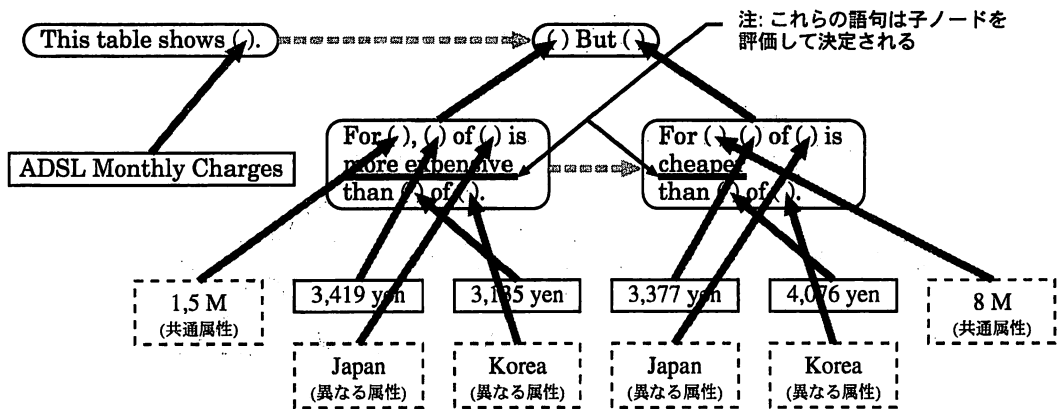 注: これらの語句は子ノードを
評価して決定される
This table shows ( ).
( ) But ( )
ADSL Monthly Charges
For ( ), ( ) of ( ) is
more expensive
than ( ) of ( ).
For ( ), ( ) of ( ) is
cheaper
than ( ) of ( ).
1,5 M
(共通属性)
3,419 yen
3,135 yen
3,377 yen
4,076 yen
8 M
(共通属性)
Japan
(異なる属性)
Korea
(異なる属性)
Japan
(異なる属性)
Korea
(異なる属性)